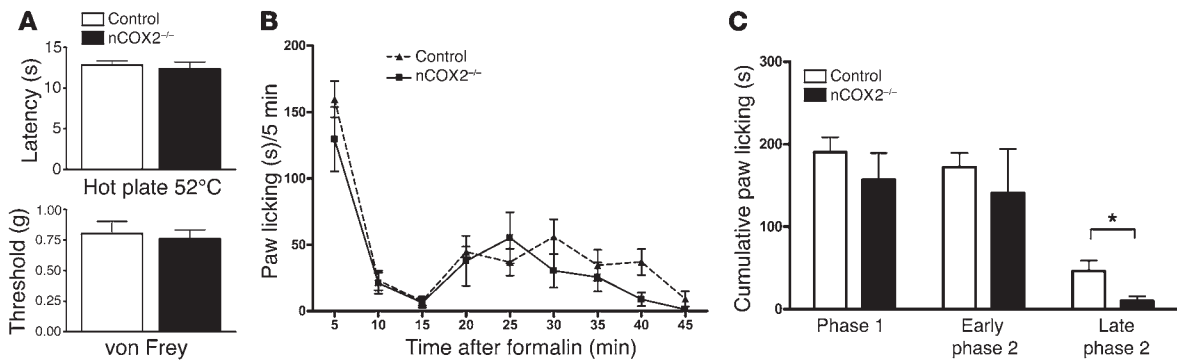 A
Control
nCOX2−/−
15
10
5
0
Latency (s)
Hot plate 52°C
1.00
0.75
0.50
0.25
0.00
Threshold (g)
von Frey
B
Control
nCOX2−/−
200
150
100
50
0
Paw licking (s)/5 min
5 10 15 20 25 30 35 40 45
Time after formalin (min)
C
Control
nCOX2−/−
300
200
100
0
Cumulative paw licking (s)
*
Phase 1
Early
phase 2
Late
phase 2